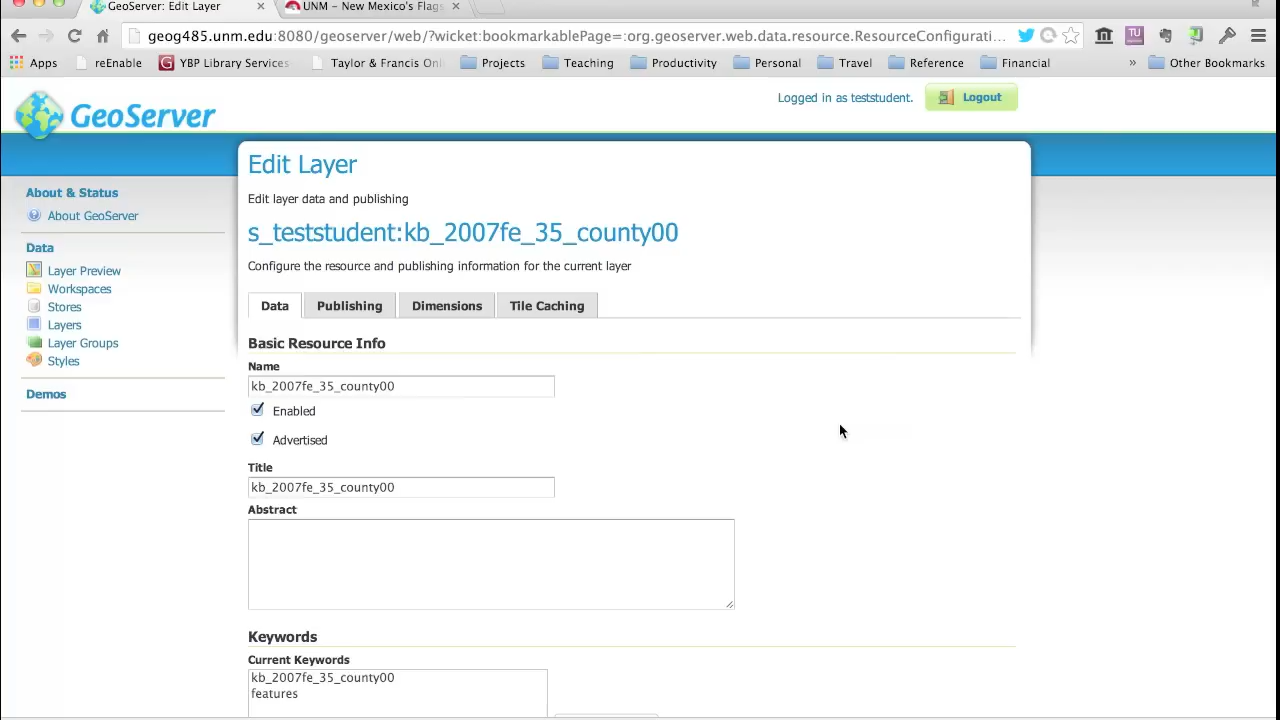 GeoServer: Edit Layer
UNM – New Mexico's Flags
geog485.unm.edu:8080/geoserver/web/?wicket:bookmarkablePage=:org.geoserver.web.data.resource.ResourceConfigurati...
Apps reEnable YBP Library Services Taylor & Francis On Projects Teaching Productivity Personal Travel Reference Financial » Other Bookmarks
GeoServer
Logged in as teststudent. Logout
About & Status
About GeoServer
Data
Layer Preview
Workspaces
Stores
Layers
Layer Groups
Styles
Demos
Edit Layer
Edit layer data and publishing
s_teststudent:kb_2007fe_35_county00
Configure the resource and publishing information for the current layer
Data Publishing Dimensions Tile Caching
Basic Resource Info
Name
kb_2007fe_35_county00
Enabled
Advertised
Title
kb_2007fe_35_county00
Abstract
Keywords
Current Keywords
kb_2007fe_35_county00
features